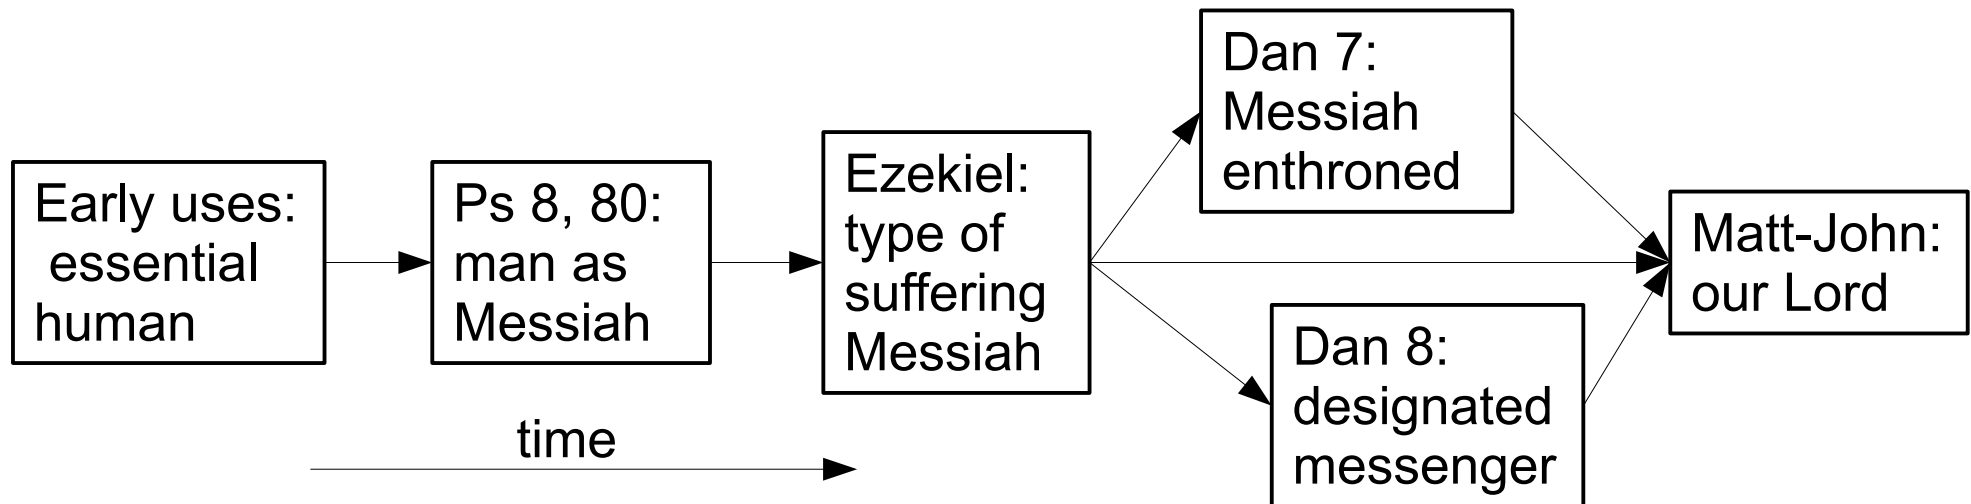 Early uses:
essential
human
Ps 8, 80:
man as
Messiah
Ezekiel:
type of
suffering
Messiah
Dan 7:
Messiah
enthroned
Dan 8:
designated
messenger
Matt-John:
our Lord
time